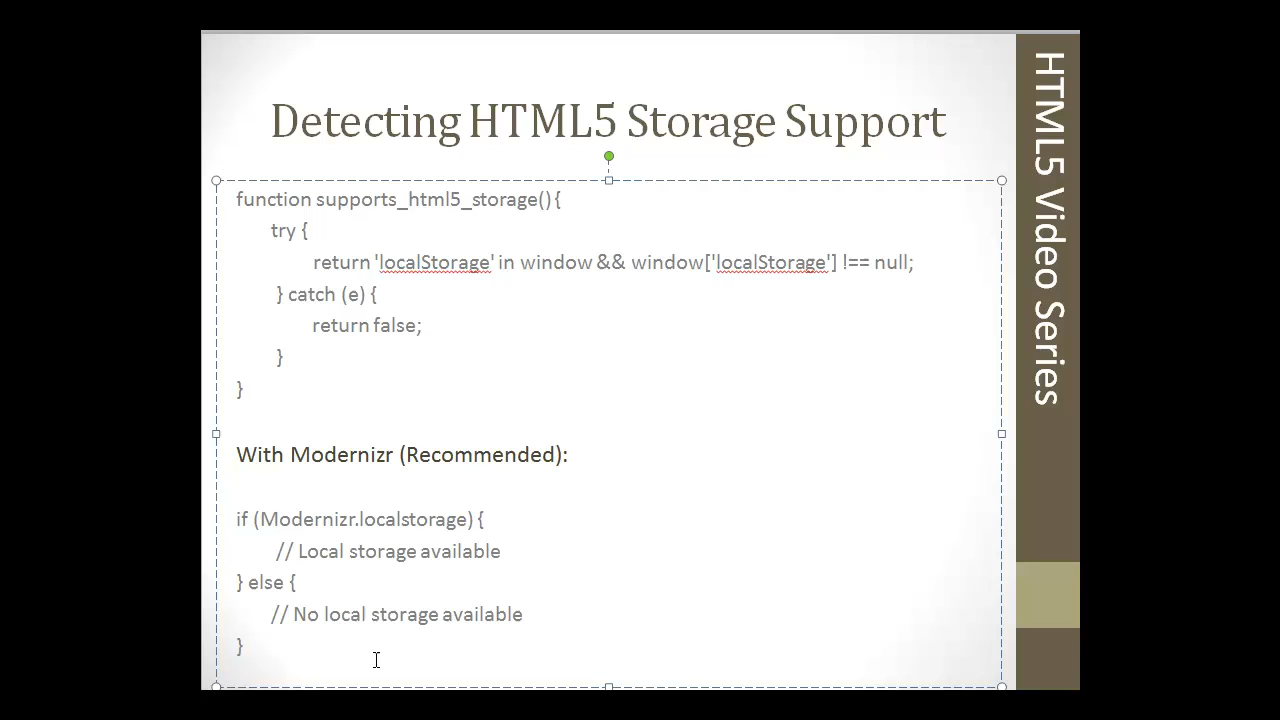 Detecting HTML5 Storage Support
function supports_html5_storage() {
try {
return 'localStorage' in window && window['localStorage'] !== null;
} catch (e) {
return false;
}
}
With Modernizr (Recommended):
if (Modernizr.localstorage) {
// Local storage available
} else {
// No local storage available
}
HTML5 Video Series